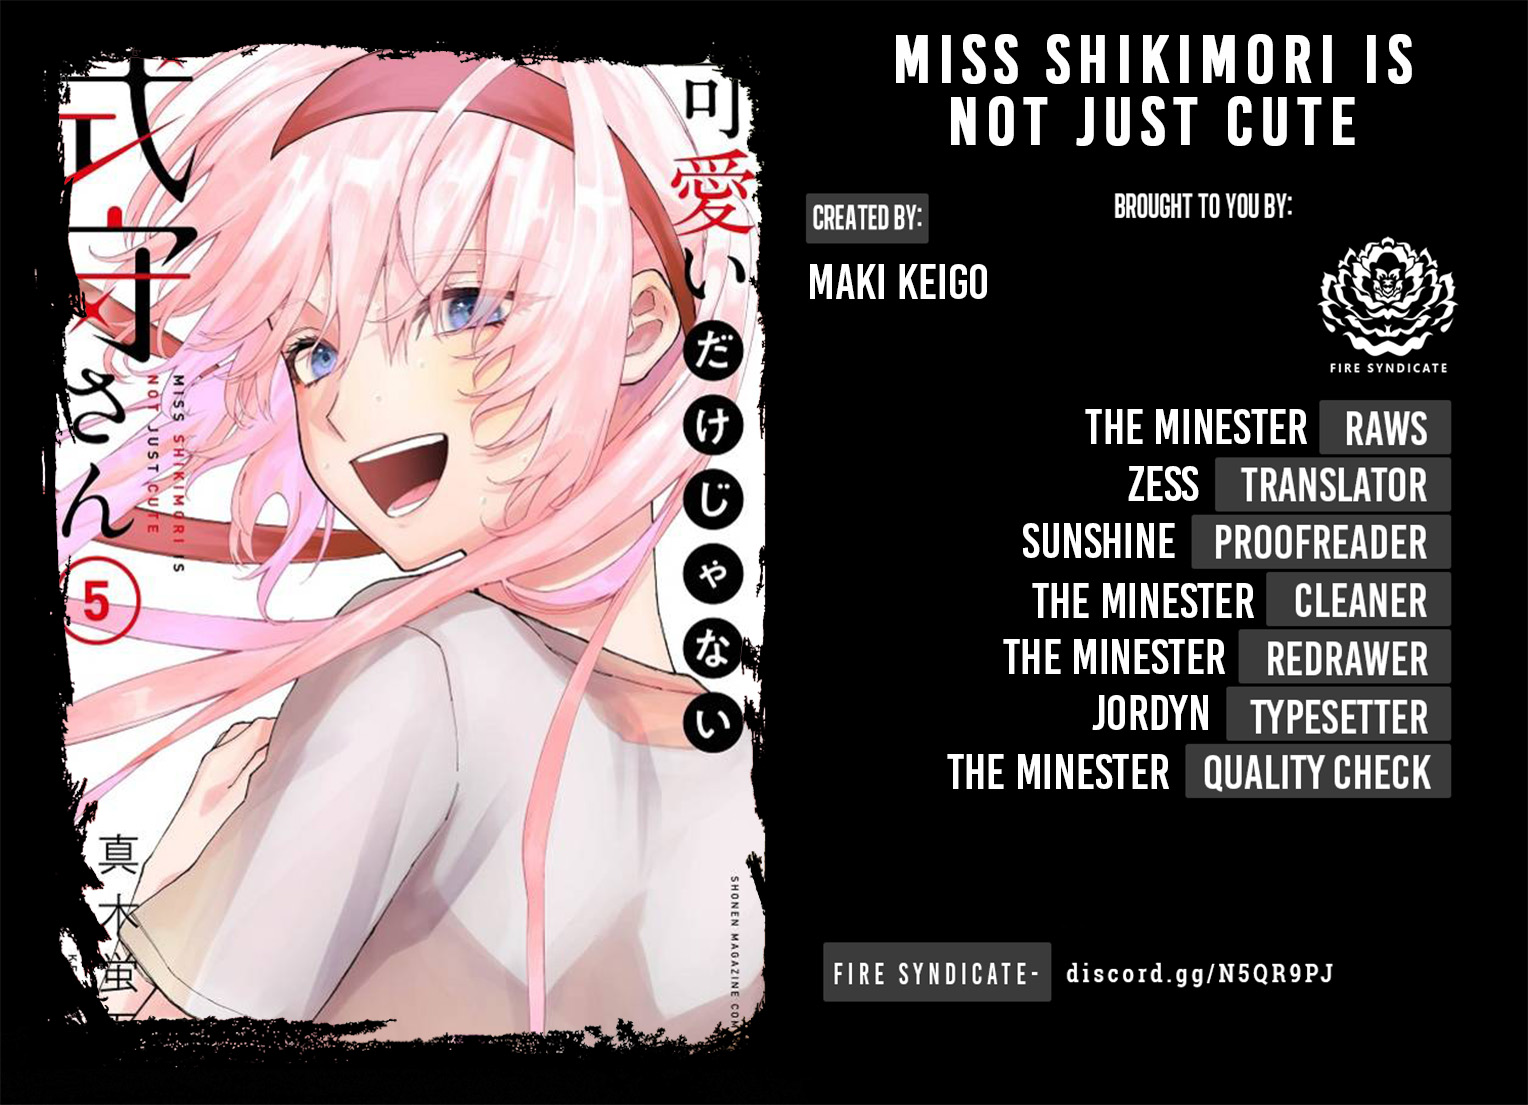 可愛いだけじゃない
式守さん
MISS SHIKIMORI IS
NOT JUST CUTE
5
真木蛍
SHONEN MAGAZINE COM
MISS SHIKIMORI IS
NOT JUST CUTE
CREATED BY:
MAKI KEIGO
BROUGHT TO YOU BY:
FIRE SYNDICATE
THE MINESTER RAWS
ZESS TRANSLATOR
SUNSHINE PROOFREADER
THE MINESTER CLEANER
THE MINESTER REDRAWER
JORDYN TYPESETTER
THE MINESTER QUALITY CHECK
FIRE SYNDICATE- discord.gg/N5QR9PJ